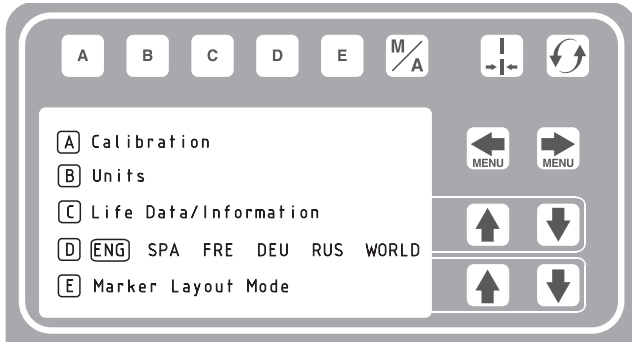 A B C D E M/A
MENU MENU
A Calibration
B Units
C Life Data/Information
D ENG SPA FRE DEU RUS WORLD
E Marker Layout Mode